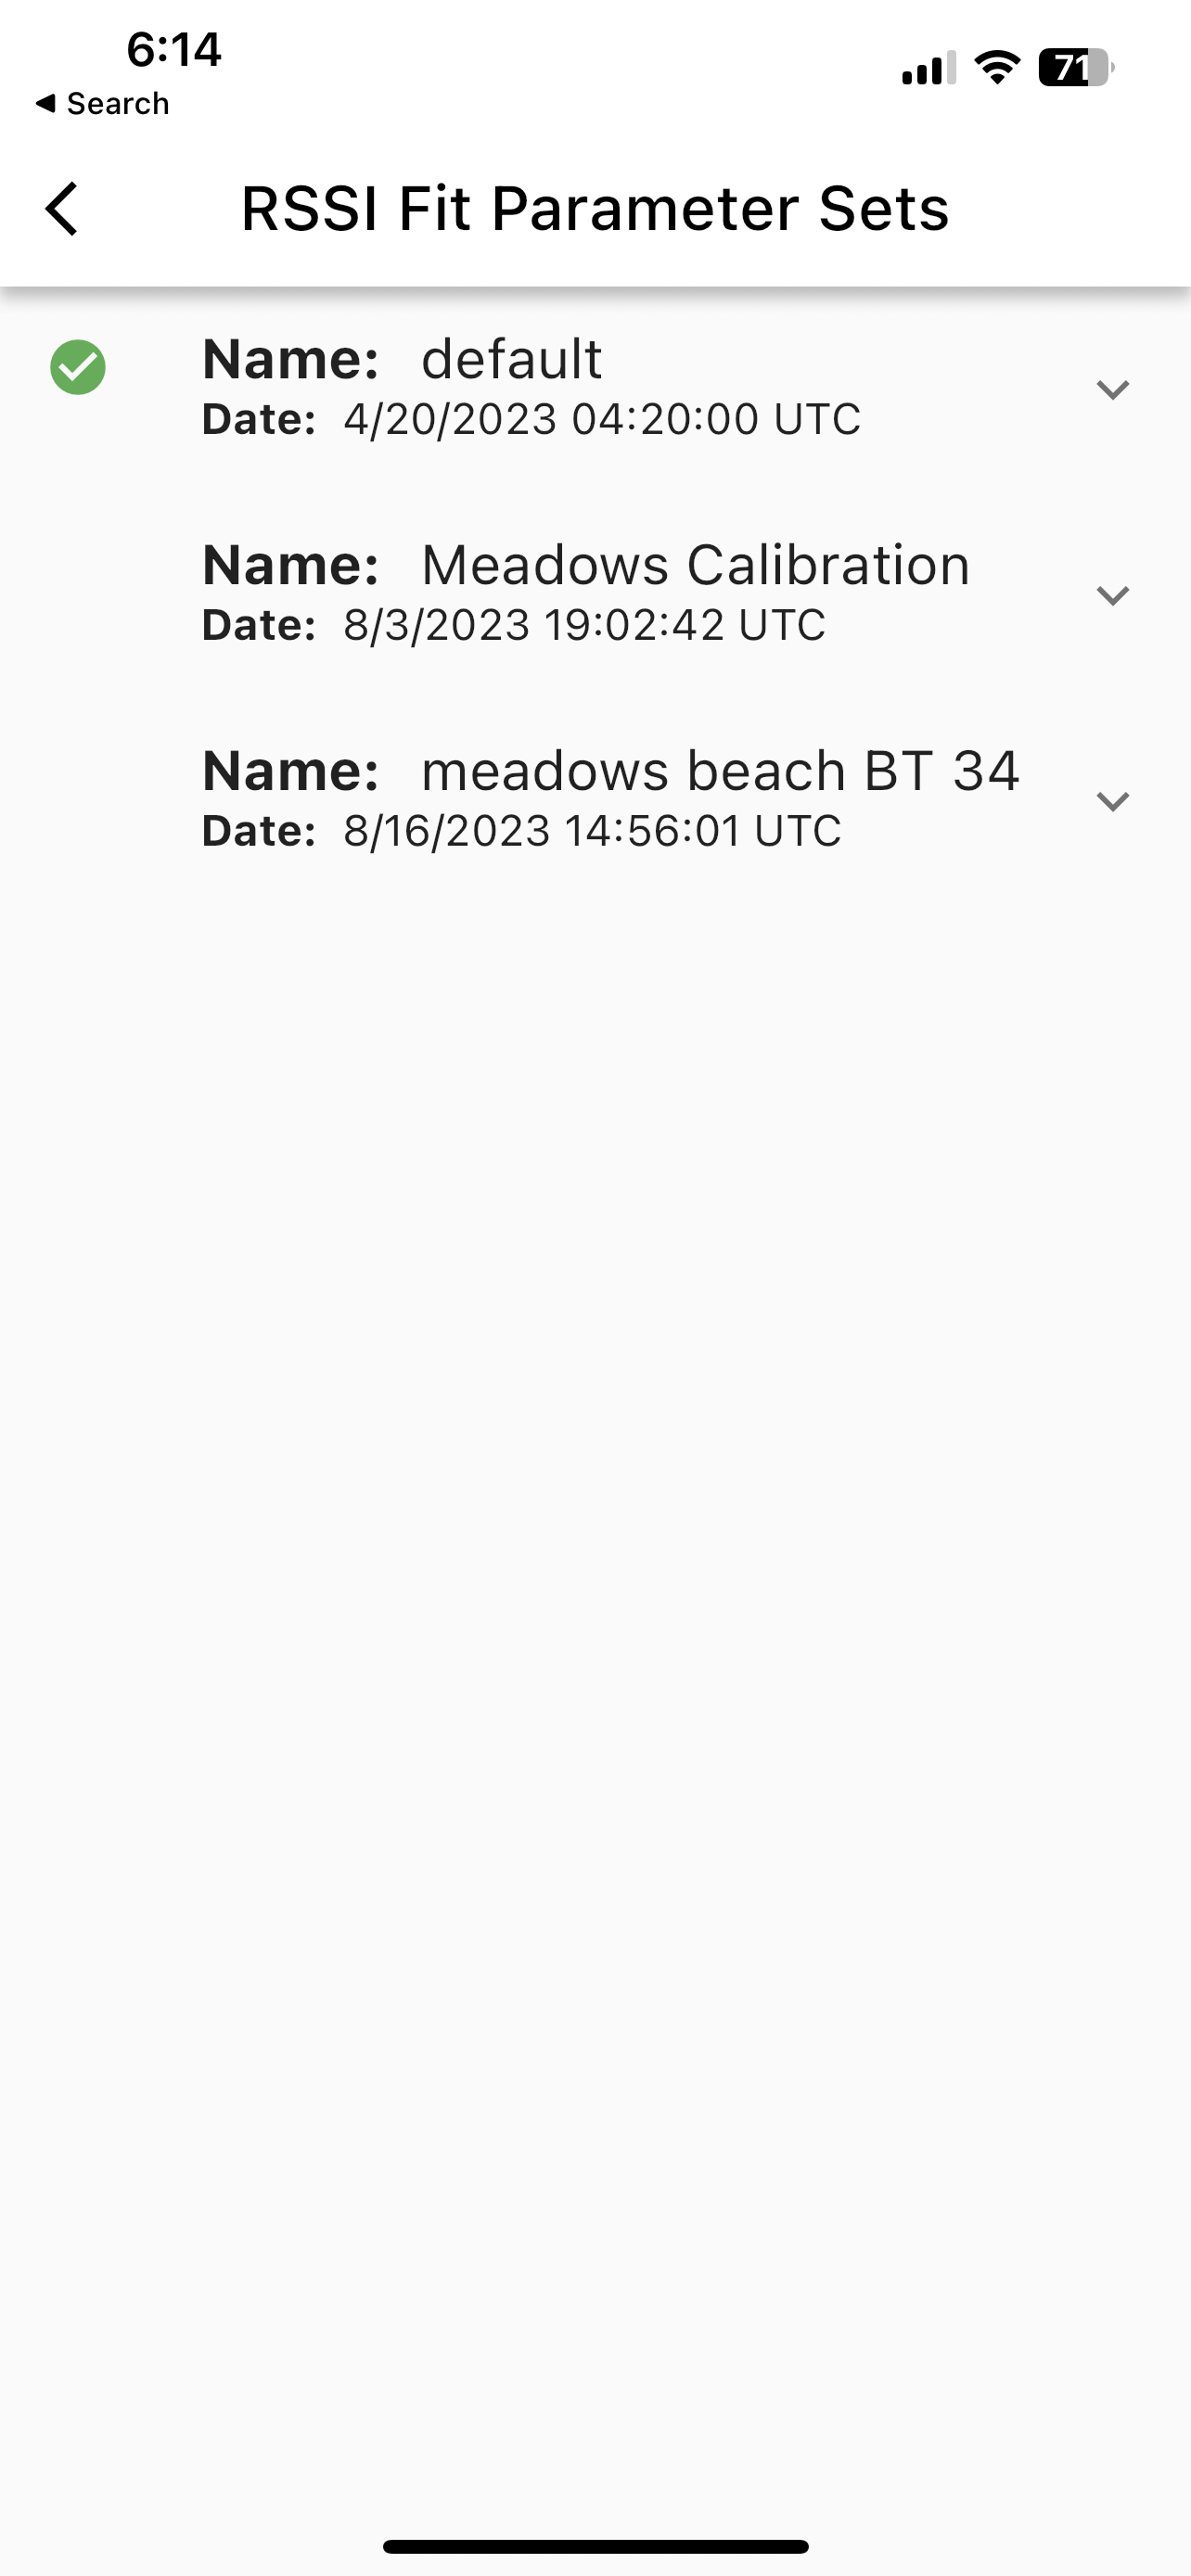 6:14
71
Search
RSSI Fit Parameter Sets
Name: default
Date: 4/20/2023 04:20:00 UTC
Name: Meadows Calibration
Date: 8/3/2023 19:02:42 UTC
Name: meadows beach BT 34
Date: 8/16/2023 14:56:01 UTC